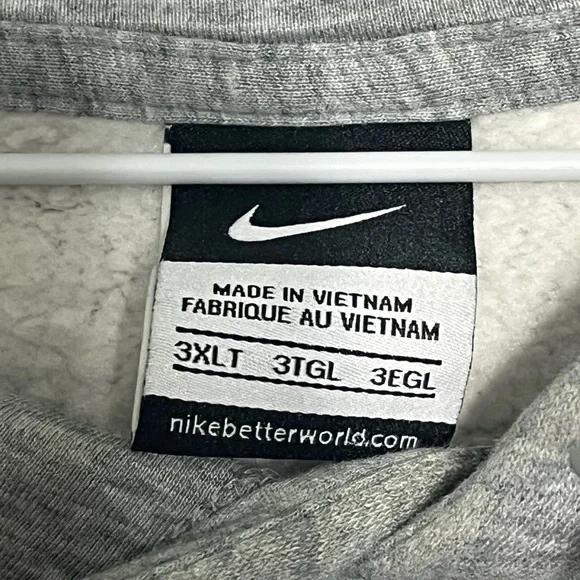 MADE IN VIETNAM
FABRIQUE AU VIETNAM
3XLT 3TGL 3EGL
nikebetterworld.com